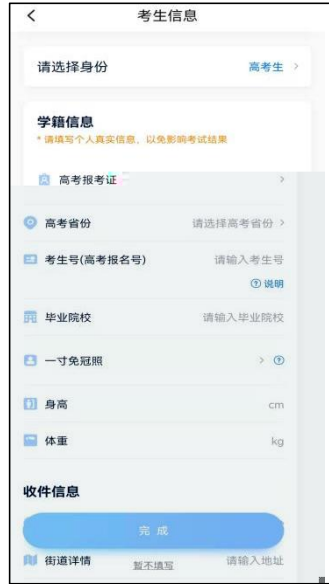 考生信息
请选择身份 高考生 >
学籍信息
* 请填写个人真实信息，以免影响考试结果
高考报考证 >
高考省份 请选择高考省份 >
考生号(高考报名号) 请输入考生号
? 说明
毕业院校 请输入毕业院校
一寸免冠照 > ?
身高 cm
体重 kg
收件信息
完成
街道详情 暂不填写 请输入地址